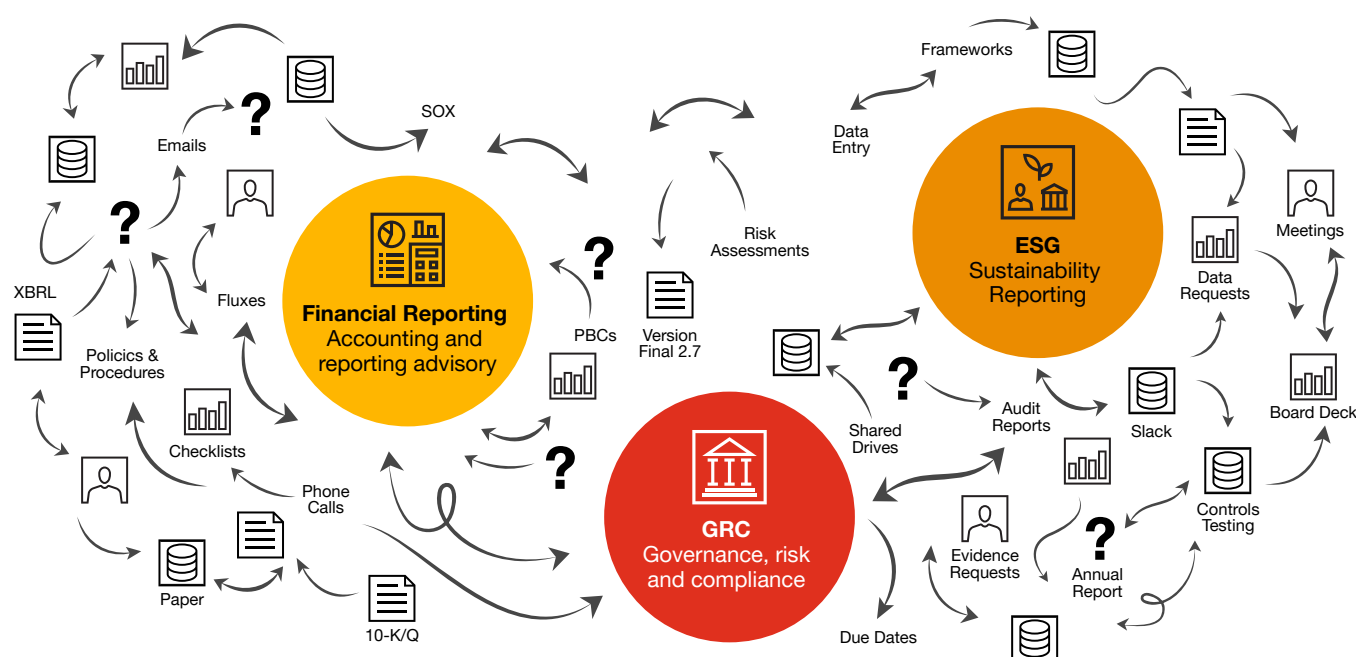 Frameworks
SOX
Data
Entry
Emails
?
?
Risk
Assessments
?
ESG
Sustainability
Reporting
Meetings
Data
Requests
XBRL
Fluxes
Financial Reporting
Accounting and
reporting advisory
PBCs
Version
Final 2.7
Policics &
Procedures
?
Audit
Reports
Slack
Board Deck
Shared
Drives
Checklists
?
Phone
Calls
GRC
Governance, risk
and compliance
Controls
Testing
?
Evidence
Requests
Annual
Report
Paper
10-K/Q
Due Dates